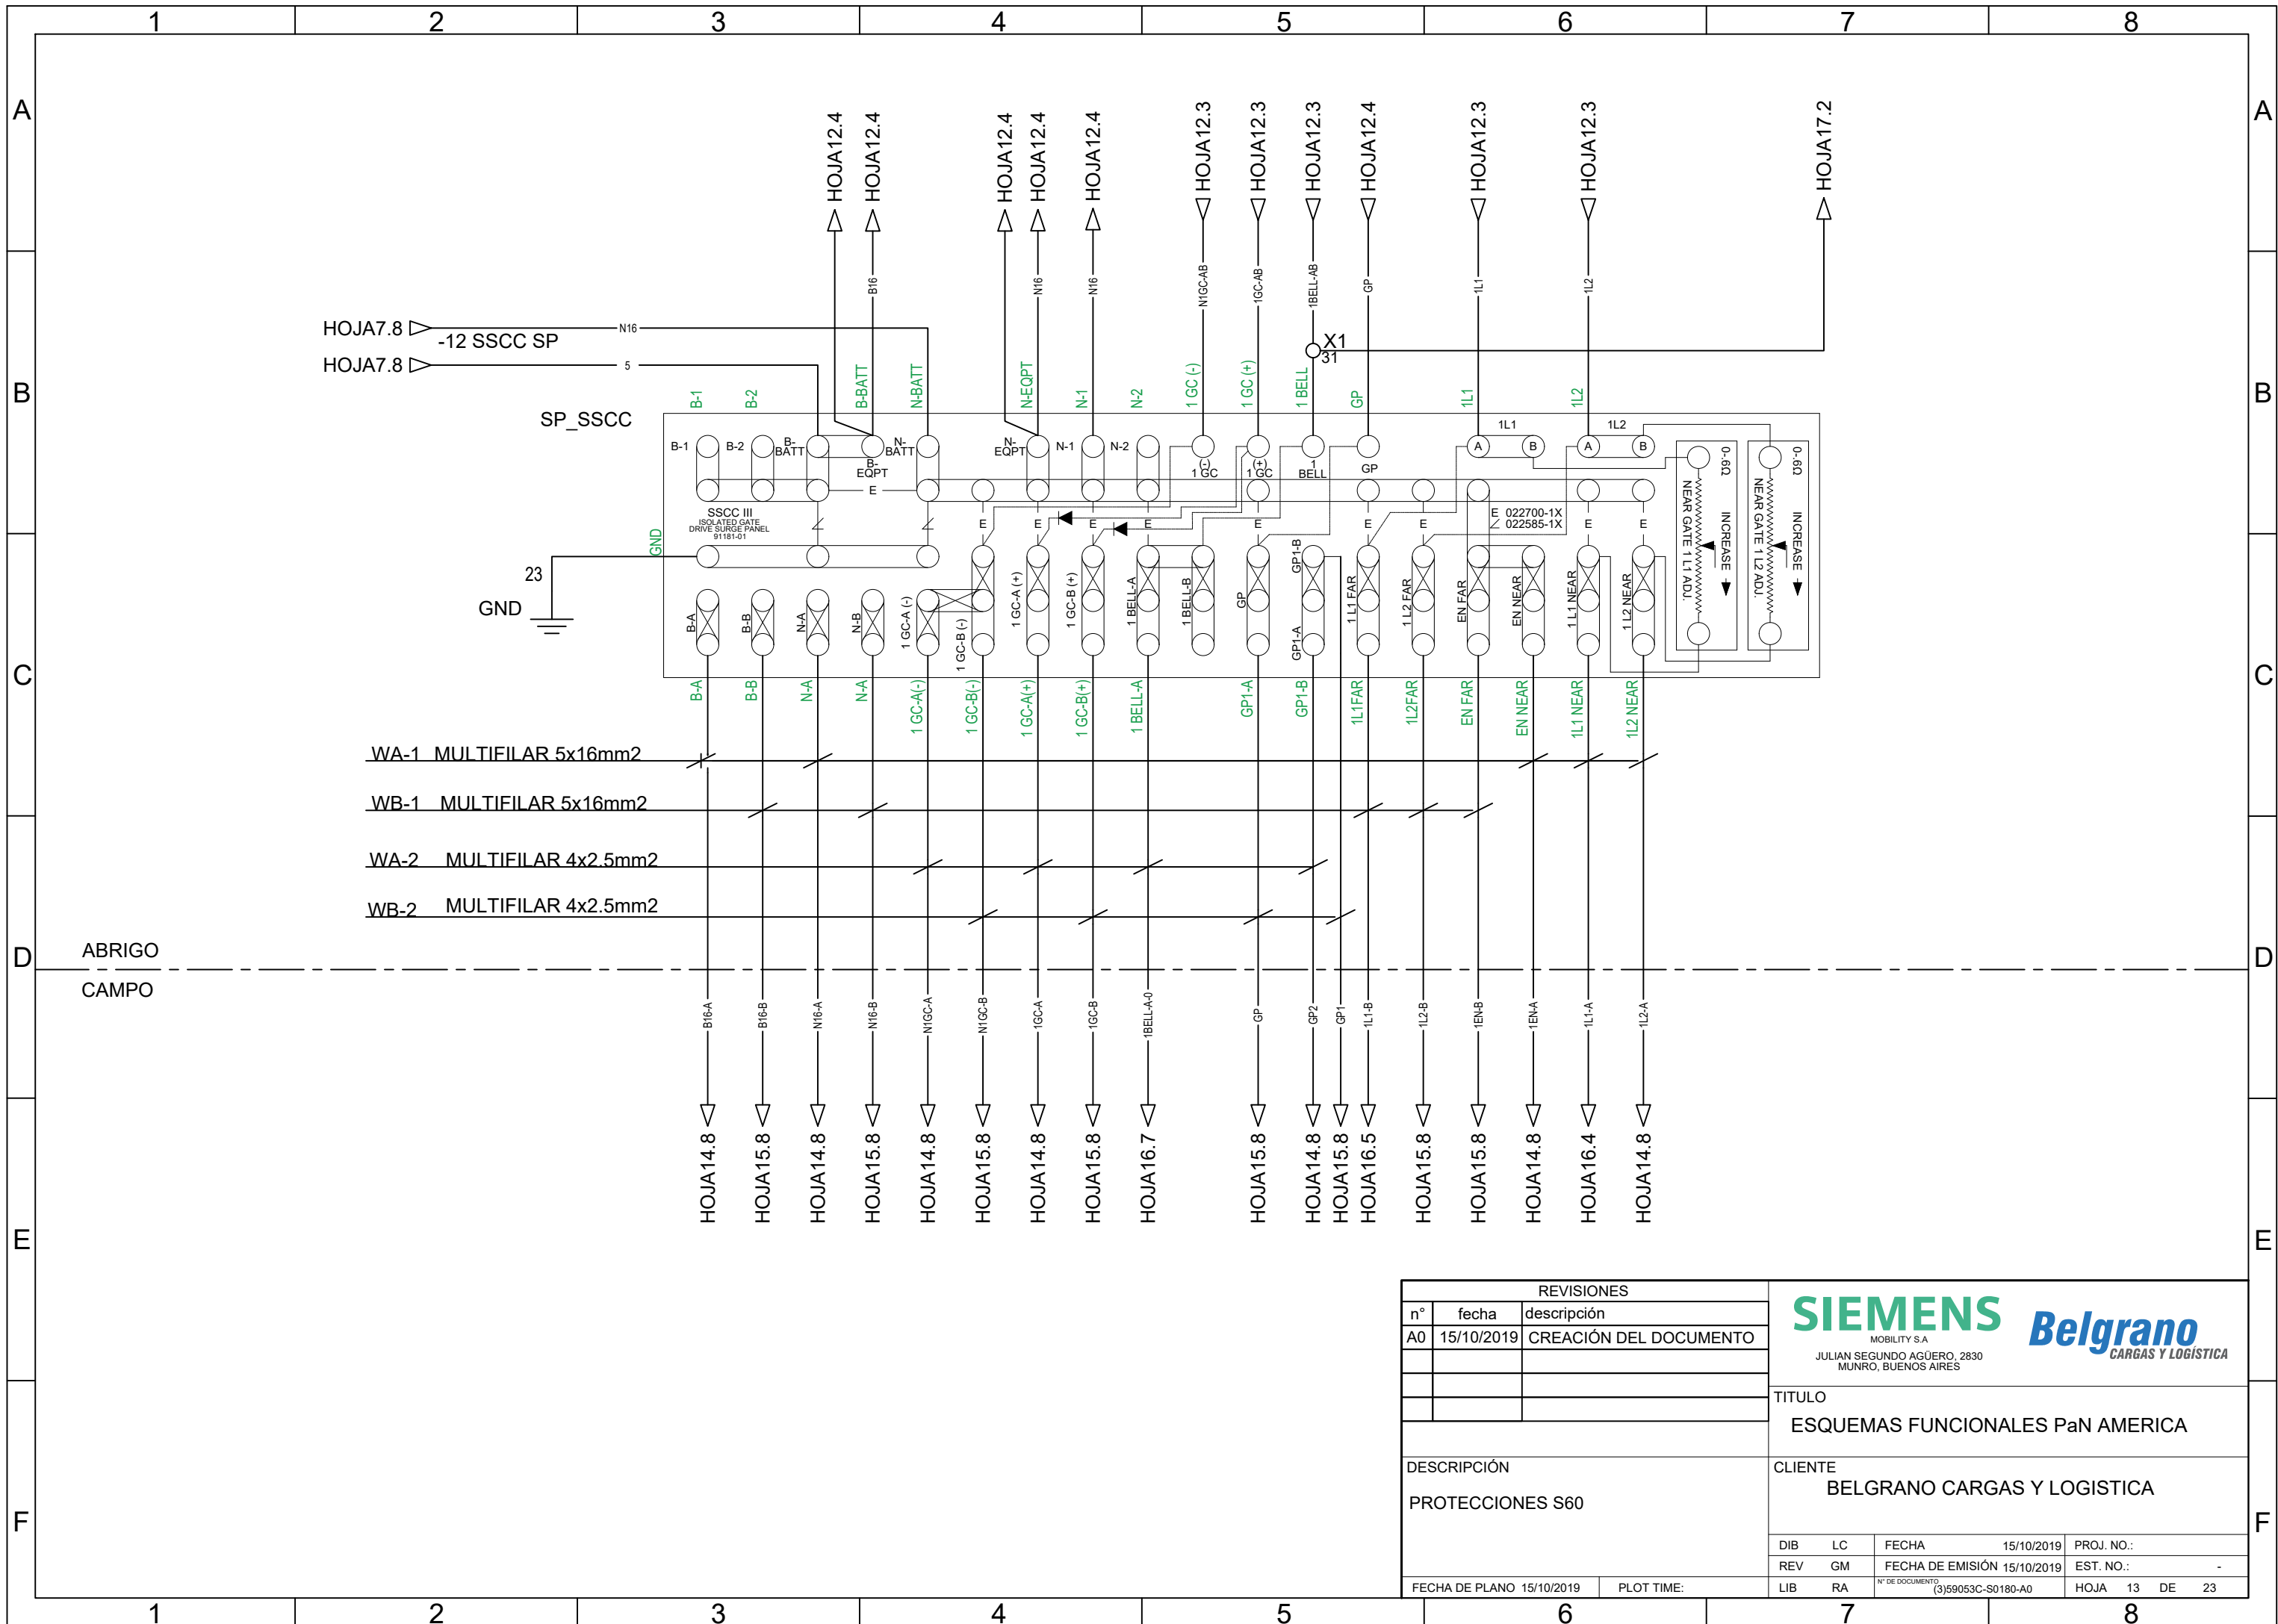 1 2 3 4 5 6 7 8
A A
HOJA12.4
HOJA12.4
HOJA12.4
HOJA12.4
HOJA12.4
HOJA12.3
HOJA12.3
HOJA12.3
HOJA12.4
HOJA12.3
HOJA12.3
HOJA17.2
B16
N16
N16
N1GC-AB
1GC-AB
1BELL-AB
GP
1L1
1L2
HOJA7.8
N16
-12 SSCC SP
HOJA7.8
5
X1
31
B B
SP_SSCC
B-1
B-2
B-BATT
N-BATT
N-EQPT
N-1
N-2
1 GC (-)
1 GC (+)
1 BELL
GP
1L1
1L2
B-1
B-2
B-
BATT
B-
EQPT
N-
BATT
N-
EQPT
N-1
N-2
(-)
1 GC
(+)
1 GC
1
BELL
GP
1L1
A B
1L2
A B
E
SSCC III
ISOLATED GATE
DRIVE SURGE PANEL
91181-01
E E E E E E E E E
E 022700-1X
022585-1X
0-.6Ω
INCREASE
NEAR GATE 1 L1 ADJ.
0-.6Ω
INCREASE
NEAR GATE 1 L2 ADJ.
GND
23
GND
B-A
B-B
N-A
N-B
1 GC-A (-)
1 GC-B (-)
1 GC-A (+)
1 GC-B (+)
1 BELL-A
1 BELL-B
GP
GP1-B
GP1-A
1 L1 FAR
1 L2 FAR
EN FAR
EN NEAR
1 L1 NEAR
1 L2 NEAR
C C
B-A
B-B
N-A
N-A
1 GC-A(-)
1 GC-B(-)
1 GC-A(+)
1 GC-B(+)
1 BELL-A
GP1-A
GP1-B
1L1FAR
1L2FAR
EN FAR
EN NEAR
1L1 NEAR
1L2 NEAR
WA-1 MULTIFILAR 5x16mm2
WB-1 MULTIFILAR 5x16mm2
WA-2 MULTIFILAR 4x2.5mm2
WB-2 MULTIFILAR 4x2.5mm2
ABRIGO
D D
CAMPO
B16-A
B16-B
N16-A
N16-B
N1GC-A
N1GC-B
1GC-A
1GC-B
1BELL-A-0
GP
GP2
GP1
1L1-B
1L2-B
1EN-B
1EN-A
1L1-A
1L2-A
HOJA14.8
HOJA15.8
HOJA14.8
HOJA15.8
HOJA14.8
HOJA15.8
HOJA14.8
HOJA15.8
HOJA16.7
HOJA15.8
HOJA14.8
HOJA15.8
HOJA16.5
HOJA15.8
HOJA15.8
HOJA14.8
HOJA16.4
HOJA14.8
E E
REVISIONES
n° fecha descripción
A0 15/10/2019 CREACIÓN DEL DOCUMENTO
SIEMENS
MOBILITY S.A
JULIAN SEGUNDO AGÜERO, 2830
MUNRO, BUENOS AIRES
Belgrano
CARGAS Y LOGÍSTICA
TITULO
ESQUEMAS FUNCIONALES PaN AMERICA
DESCRIPCIÓN
PROTECCIONES S60
CLIENTE
BELGRANO CARGAS Y LOGISTICA
F F
DIB LC FECHA 15/10/2019 PROJ. NO.:
REV GM FECHA DE EMISIÓN 15/10/2019 EST. NO.: -
FECHA DE PLANO 15/10/2019 PLOT TIME: LIB RA N° DE DOCUMENTO (3)59053C-S0180-A0 HOJA 13 DE 23
1 2 3 4 5 6 7 8